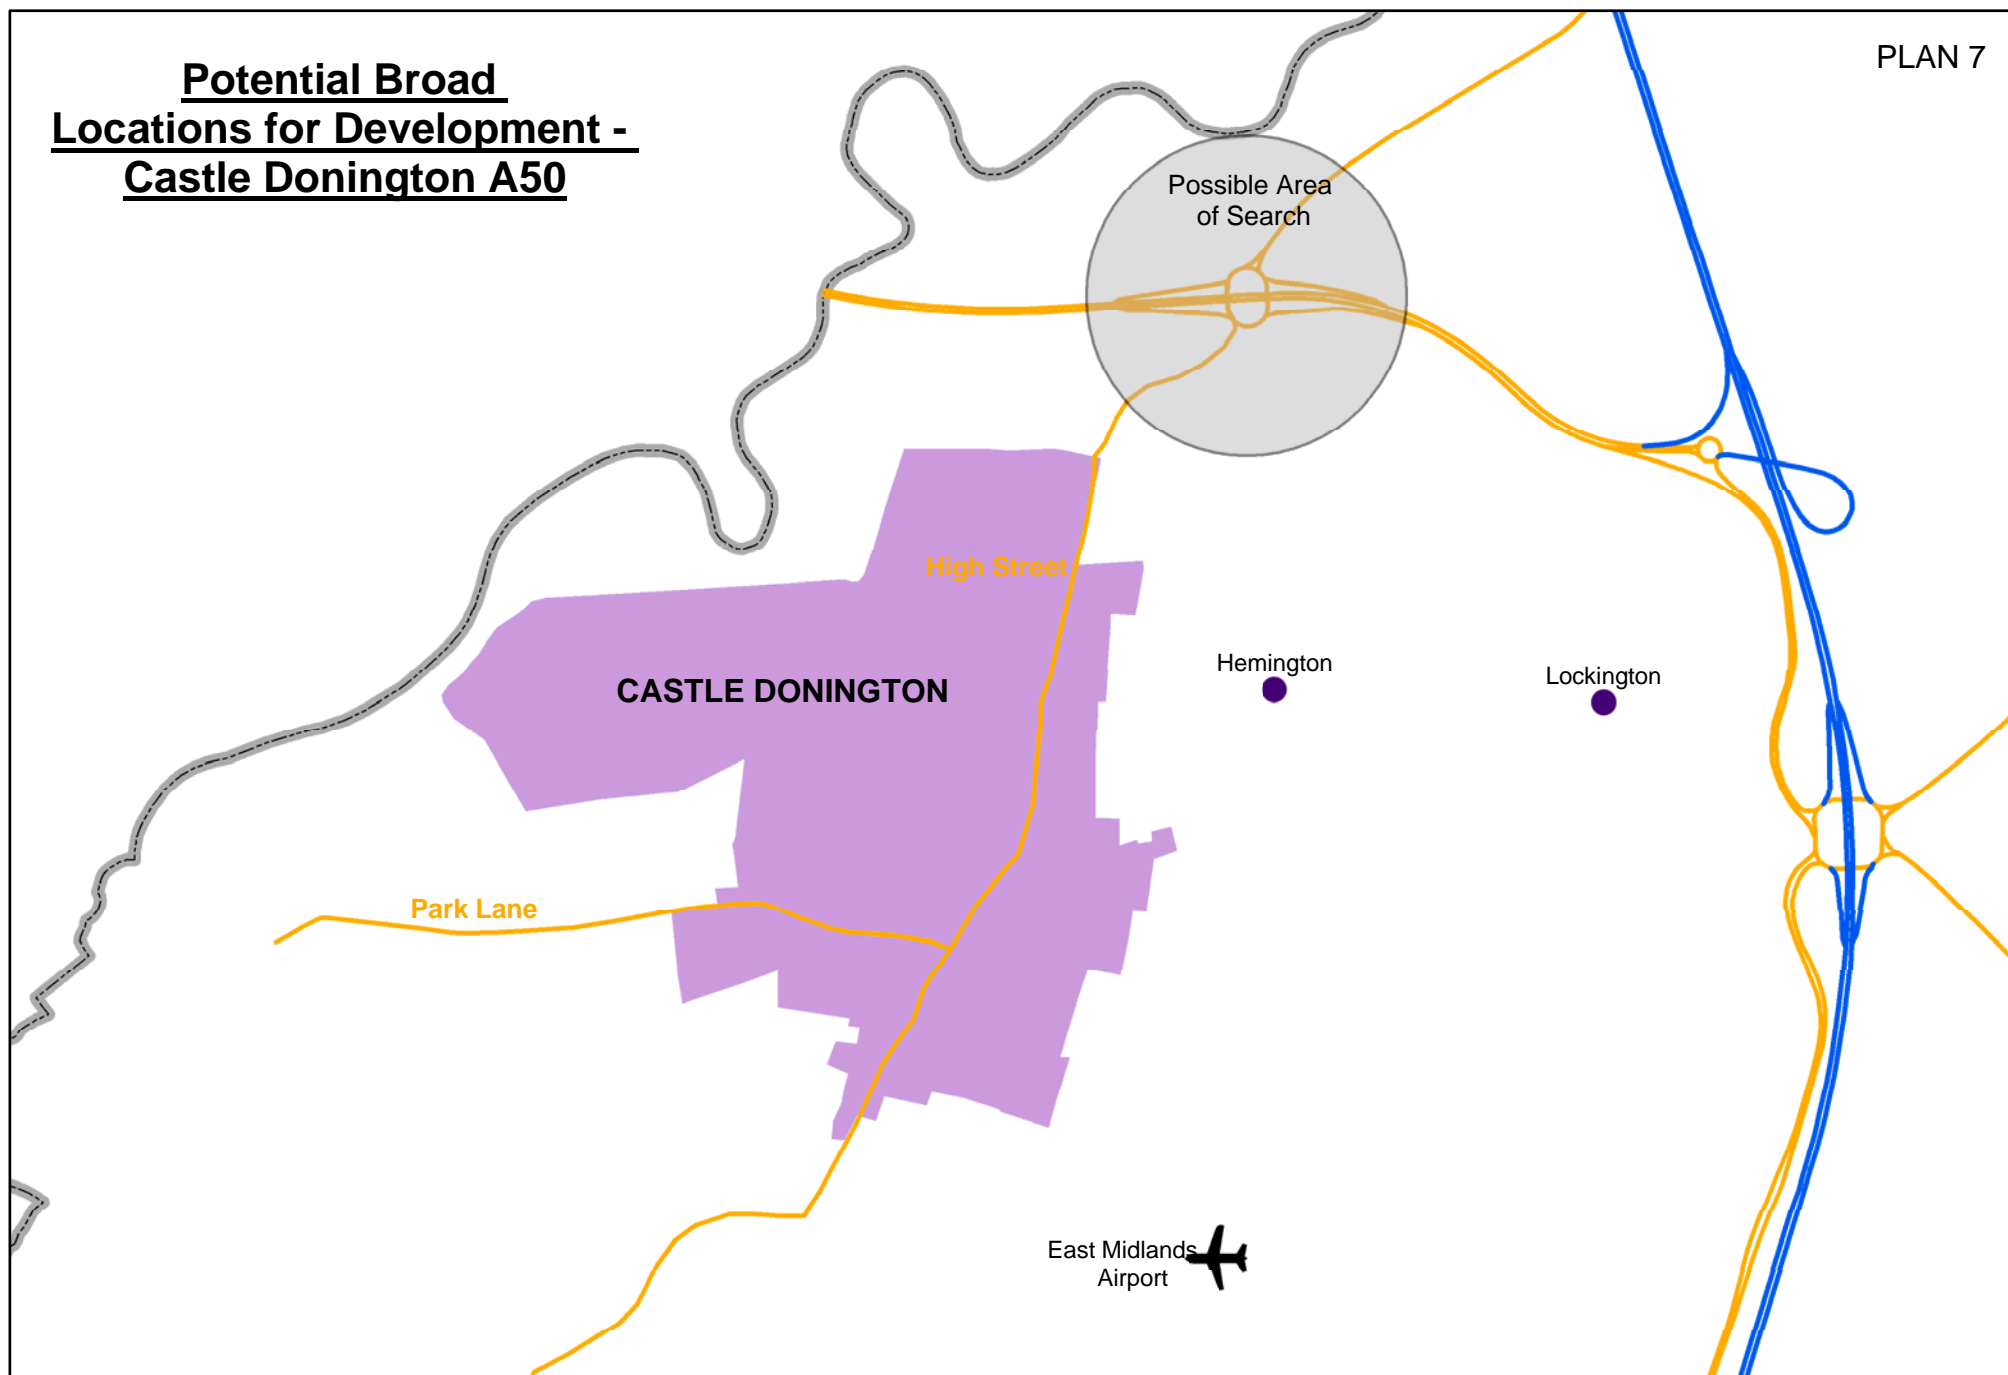 Potential Broad
Locations for Development -
Castle Donington A50
PLAN 7
Possible Area
of Search
High Street
CASTLE DONINGTON
Hemington
Lockington
Park Lane
East Midlands
Airport